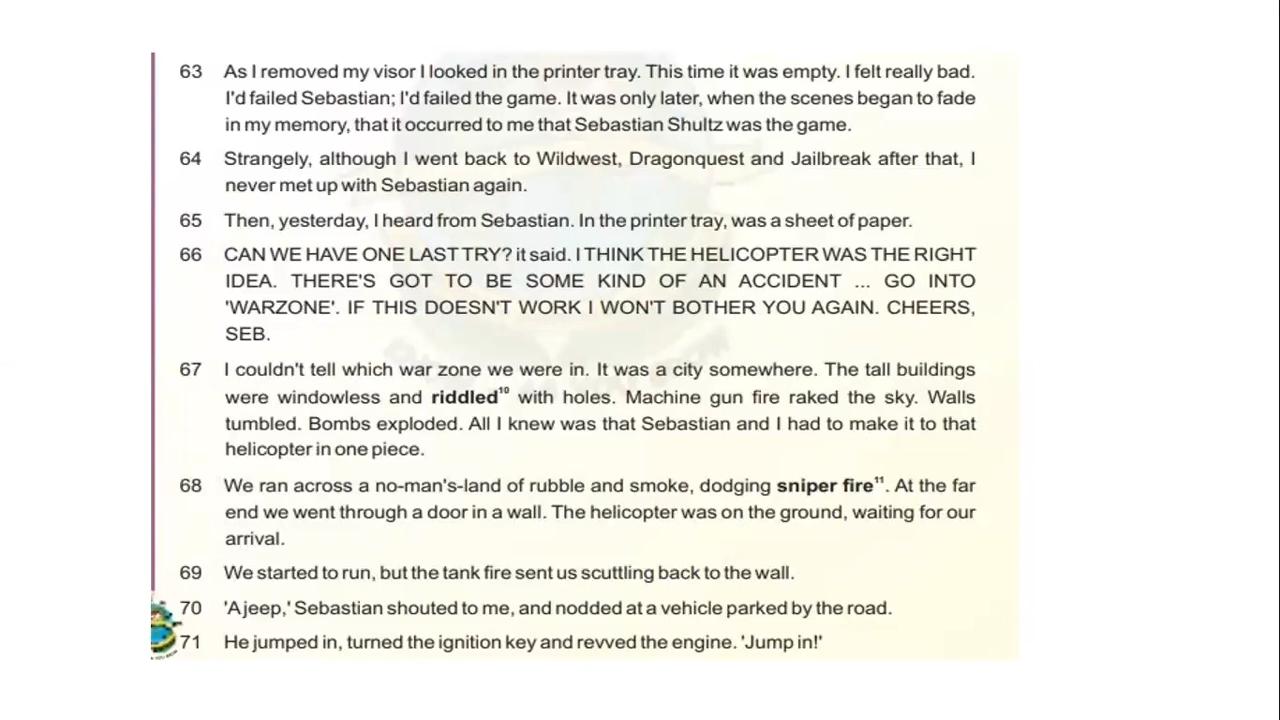 63 As I removed my visor I looked in the printer tray. This time it was empty. I felt really bad.
I'd failed Sebastian; I'd failed the game. It was only later, when the scenes began to fade
in my memory, that it occurred to me that Sebastian Shultz was the game.
64 Strangely, although I went back to Wildwest, Dragonquest and Jailbreak after that, I
never met up with Sebastian again.
65 Then, yesterday, I heard from Sebastian. In the printer tray, was a sheet of paper.
66 CAN WE HAVE ONE LAST TRY? it said. I THINK THE HELICOPTER WAS THE RIGHT
IDEA. THERE'S GOT TO BE SOME KIND OF AN ACCIDENT ... GO INTO
'WARZONE'. IF THIS DOESN'T WORK I WON'T BOTHER YOU AGAIN. CHEERS,
SEB.
67 I couldn't tell which war zone we were in. It was a city somewhere. The tall buildings
were windowless and riddled¹⁰ with holes. Machine gun fire raked the sky. Walls
tumbled. Bombs exploded. All I knew was that Sebastian and I had to make it to that
helicopter in one piece.
68 We ran across a no-man's-land of rubble and smoke, dodging sniper fire¹¹. At the far
end we went through a door in a wall. The helicopter was on the ground, waiting for our
arrival.
69 We started to run, but the tank fire sent us scuttling back to the wall.
70 'A jeep,' Sebastian shouted to me, and nodded at a vehicle parked by the road.
71 He jumped in, turned the ignition key and revved the engine. 'Jump in!'